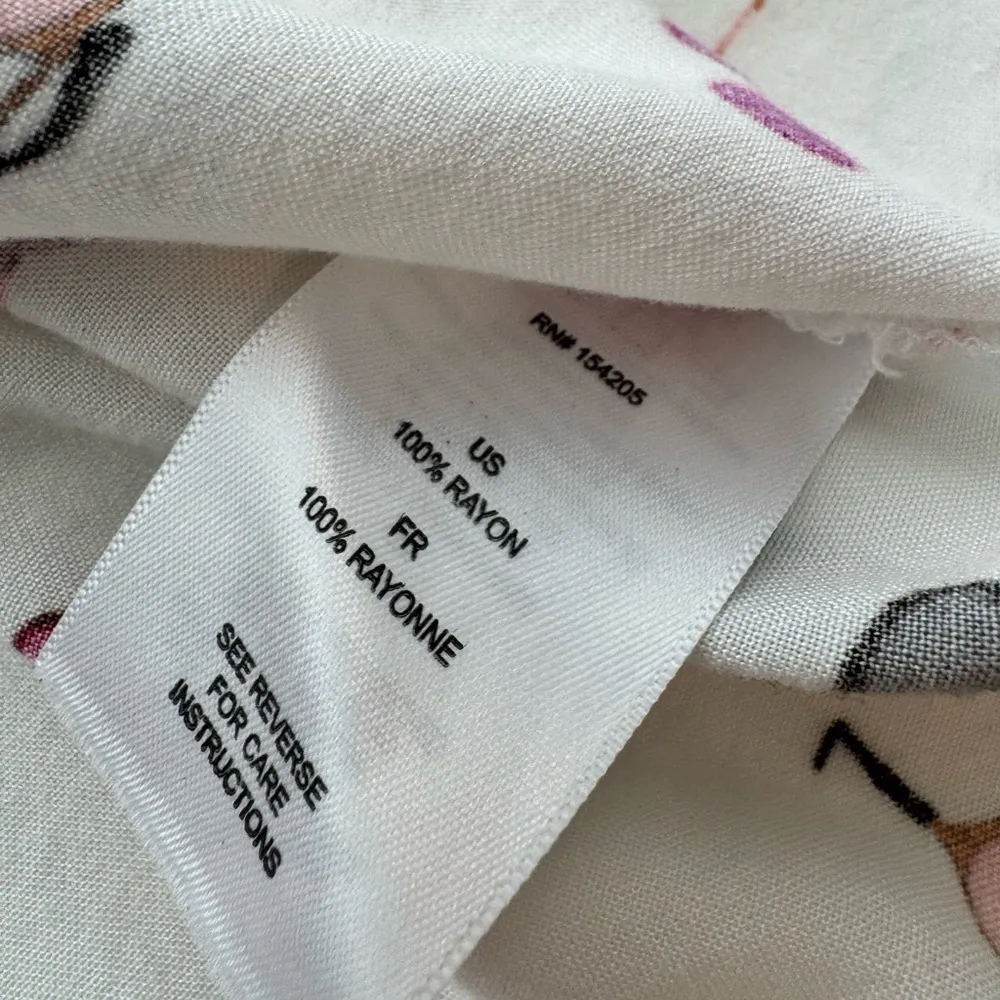 RN# 154205
US
100% RAYON
FR
100% RAYONNE
SEE REVERSE
FOR CARE
INSTRUCTIONS